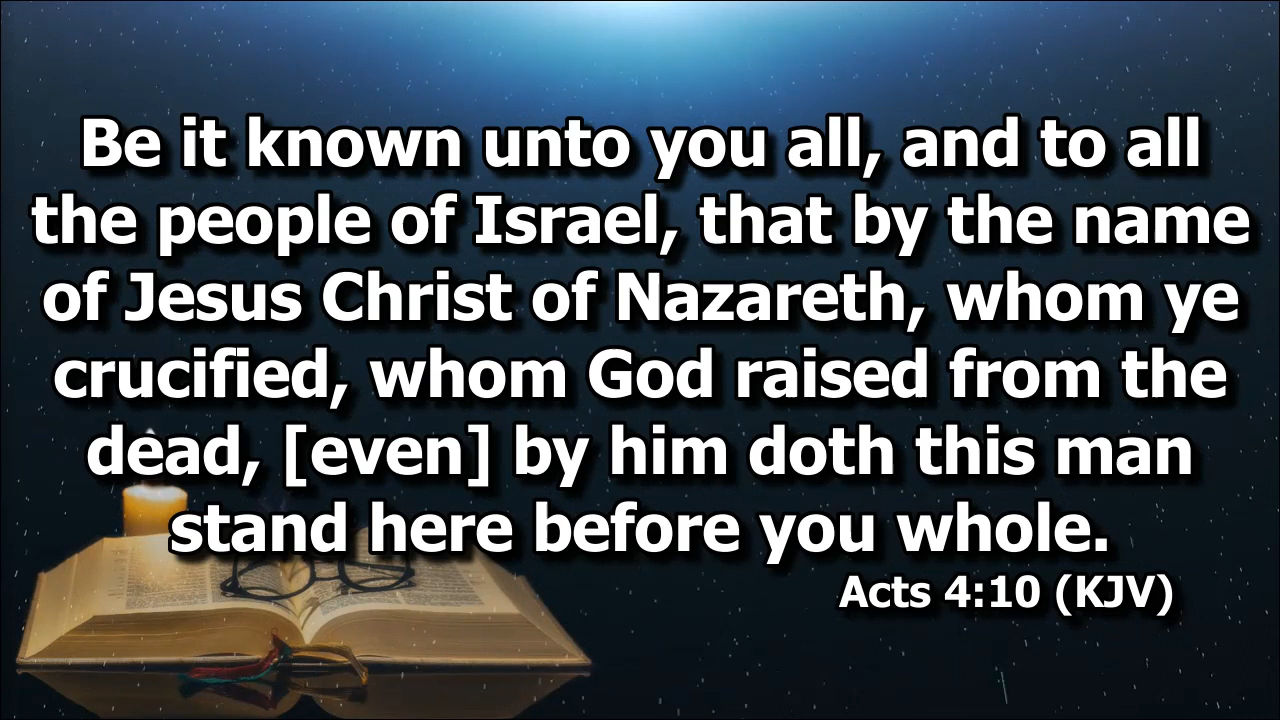 Be it known unto you all, and to all
the people of Israel, that by the name
of Jesus Christ of Nazareth, whom ye
crucified, whom God raised from the
dead, [even] by him doth this man
stand here before you whole.
Acts 4:10 (KJV)